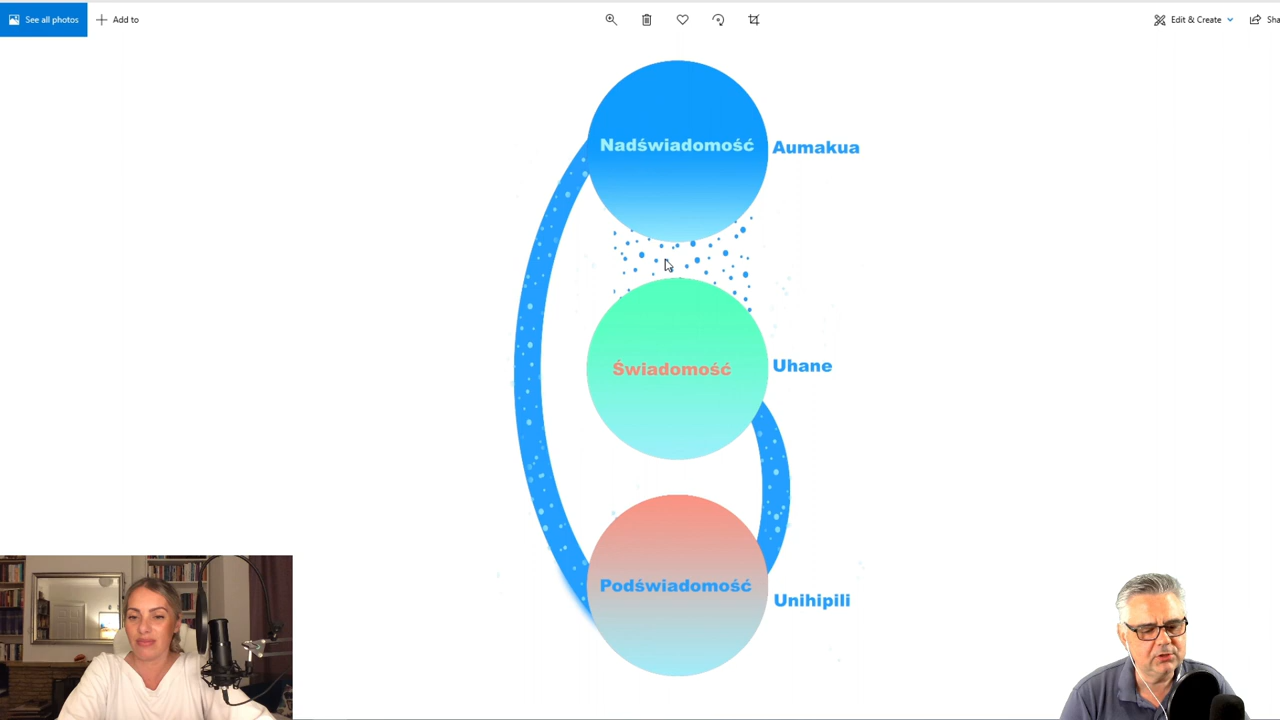 See all photos
Add to
Edit & Create
Sha
Nadświadomość
Aumakua
Świadomość
Uhane
Podświadomość
Unihipili